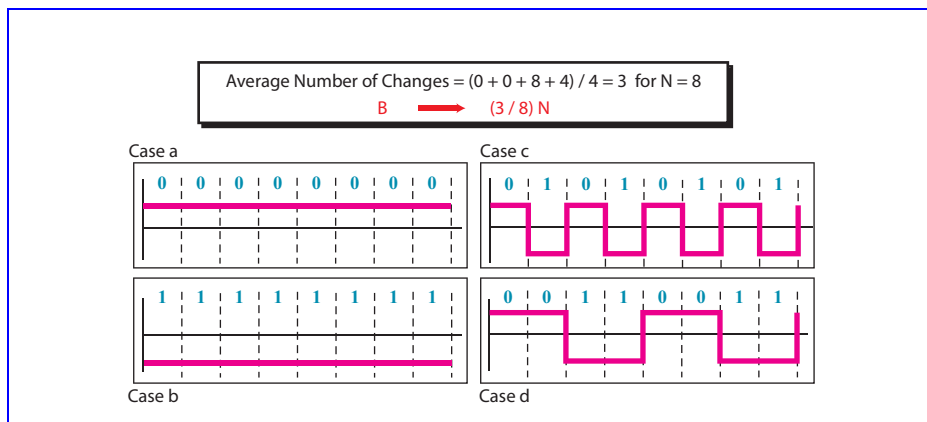 Average Number of Changes = (0 + 0 + 8 + 4) / 4 = 3 for N = 8
B (3 / 8) N
Case a
0 0 0 0 0 0 0 0
Case c
0 1 0 1 0 1 0 1
1 1 1 1 1 1 1 1
Case b
0 0 1 1 0 0 1 1
Case d